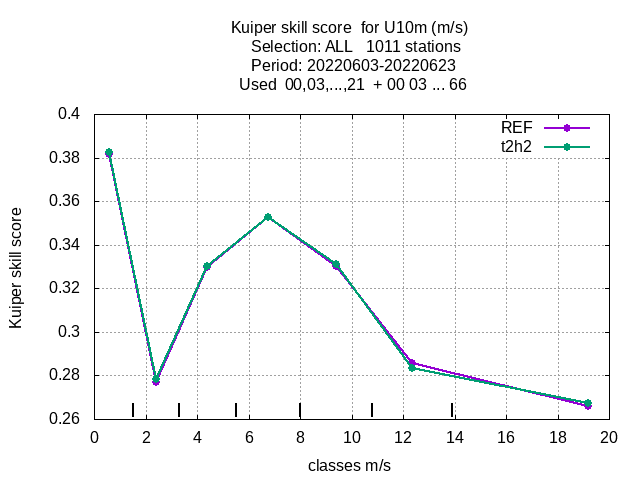 Kuiper skill score  for U10m (m/s)
Selection: ALL   1011 stations
Period: 20220603-20220623
Used  00,03,...,21  + 00 03 ... 66
REF
t2h2
Kuiper skill score
0.4
0.38
0.36
0.34
0.32
0.3
0.28
0.26
0 2 4 6 8 10 12 14 16 18 20
classes m/s